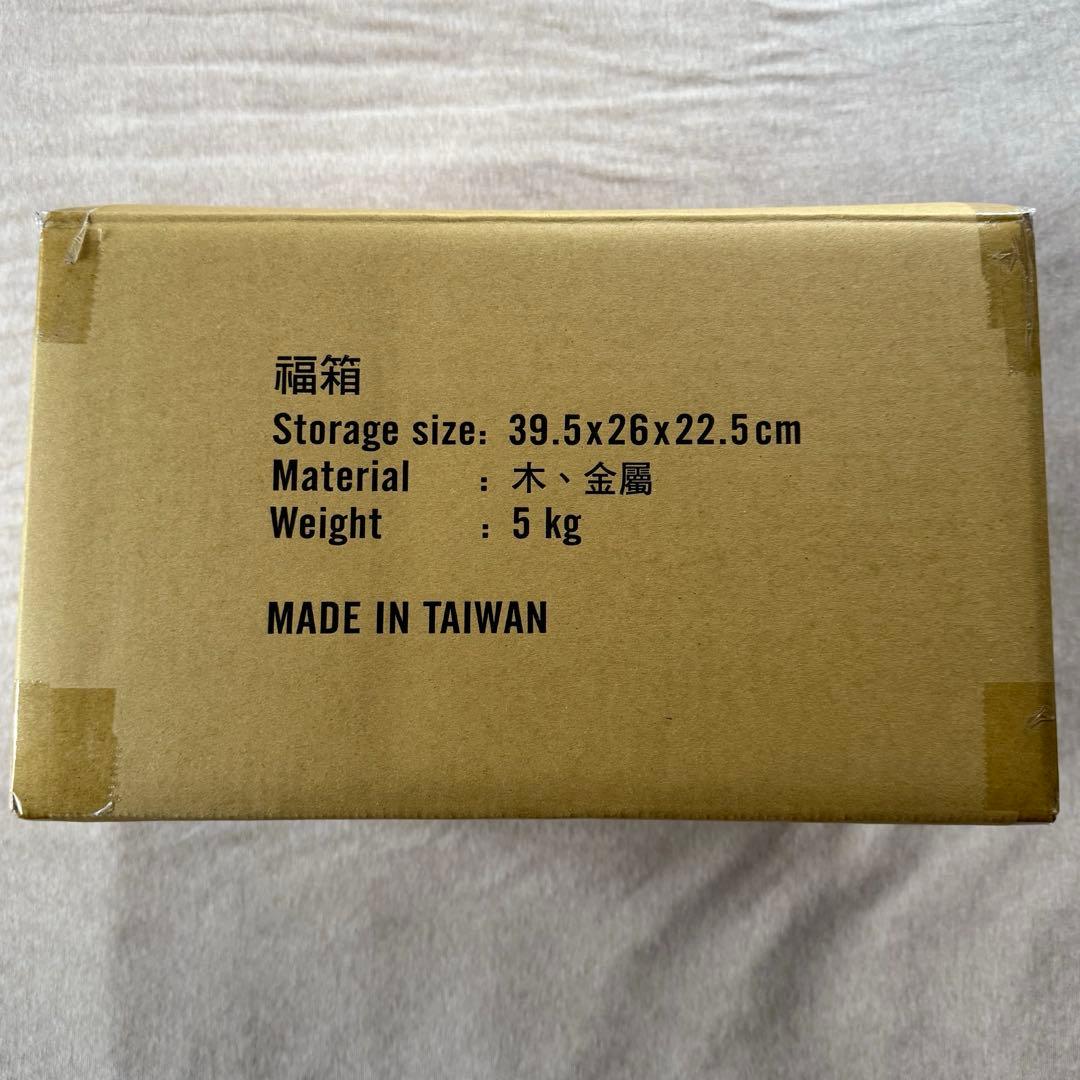 福箱
Storage size: 39.5x26x22.5cm
Material : 木、金屬
Weight : 5 kg
MADE IN TAIWAN